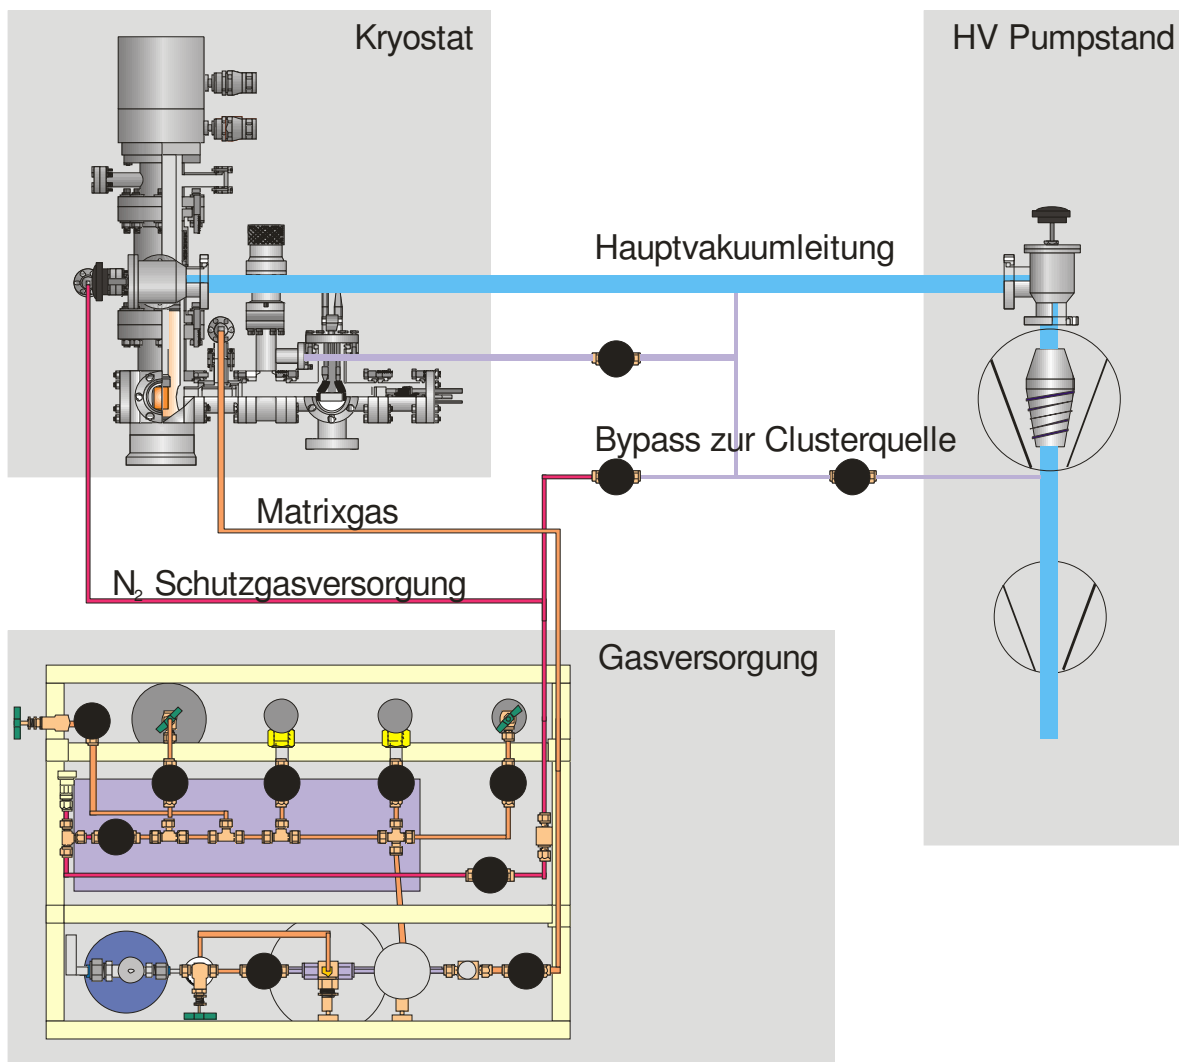 Kryostat
HV Pumpstand
Hauptvakuumleitung
Bypass zur Clusterquelle
Matrixgas
N₂ Schutzgasversorgung
Gasversorgung